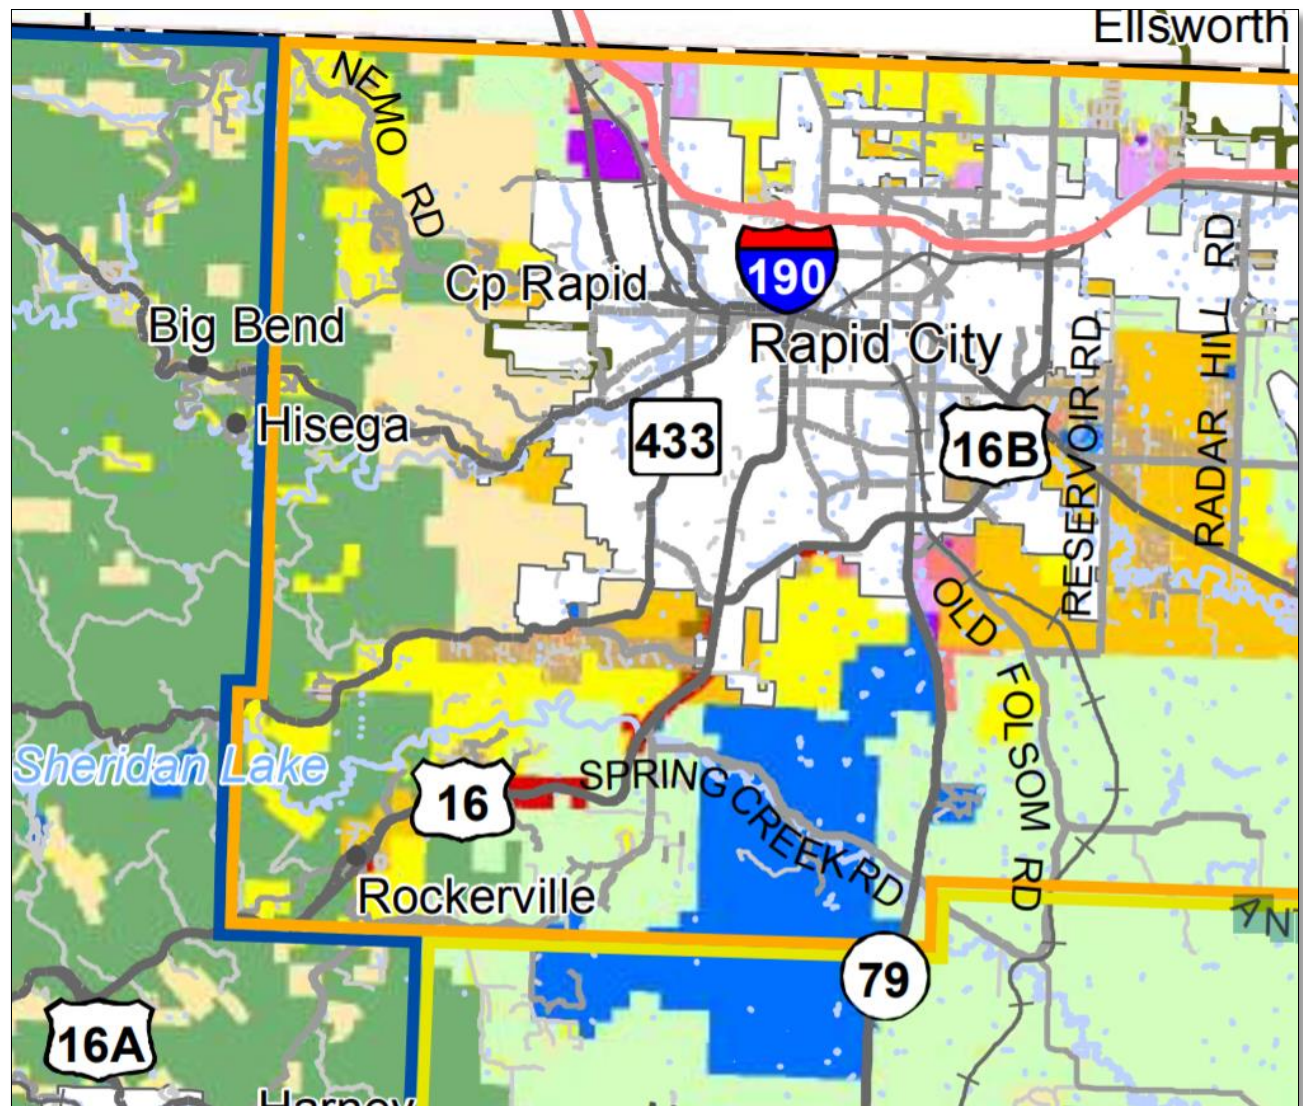 Ellsworth
NEMO
RD
Cp Rapid
190
Rapid City
Big Bend
Hisega
433
16B
RESERVOIR RD
RADAR HILL RD
OLD FOLSOM RD
Sheridan Lake
16
SPRING CREEK RD
Rockerville
79
16A